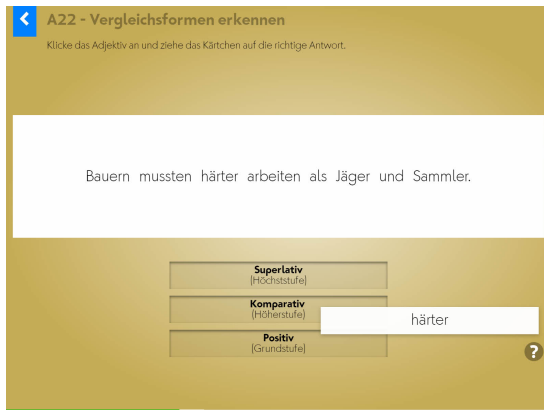 A22 - Vergleichsformen erkennen
Klicke das Adjektiv an und ziehe das Kärtchen auf die richtige Antwort.
Bauern mussten härter arbeiten als Jäger und Sammler.
Superlativ
(Höchststufe)
Komparativ
(Höherstufe)
härter
Positiv
(Grundstufe)
?